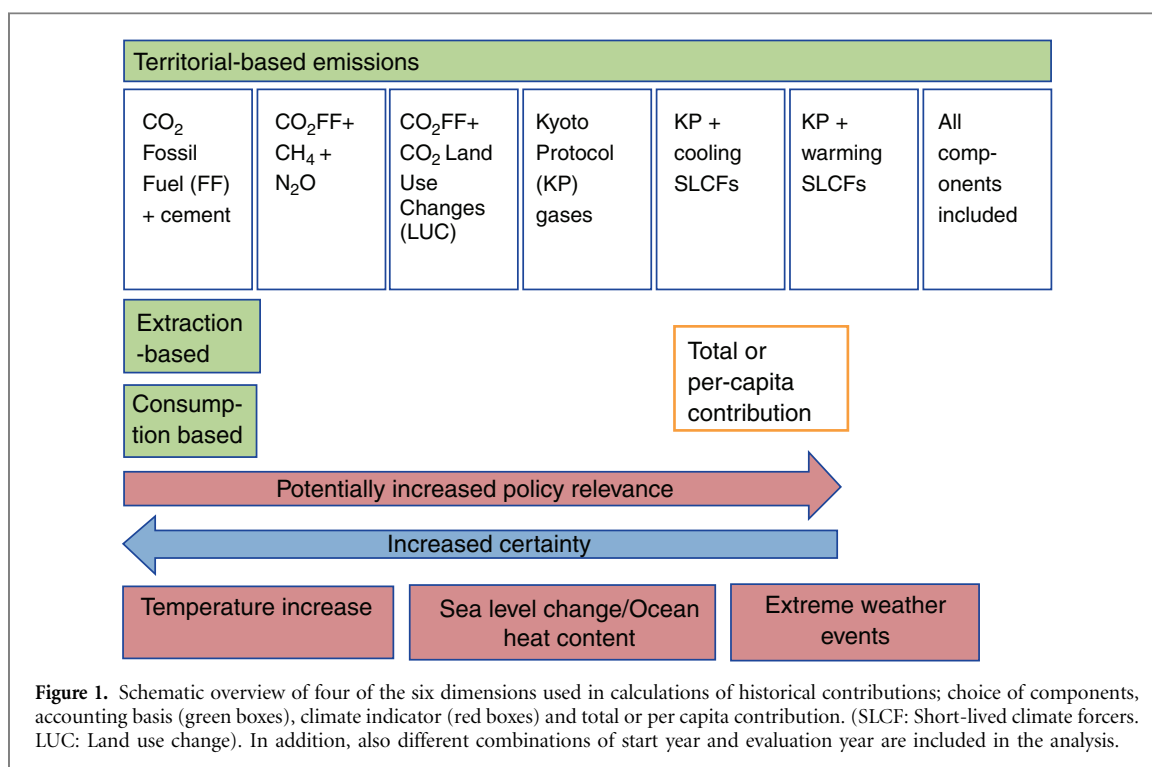 Territorial-based emissions
CO₂
Fossil
Fuel (FF)
+ cement
CO₂FF+
CH₄ +
N₂O
CO₂FF+
CO₂ Land
Use
Changes
(LUC)
Kyoto
Protocol
(KP)
gases
KP +
cooling
SLCFs
KP +
warming
SLCFs
All
comp-
onents
included
Extraction
-based
Consump-
tion based
Total or
per-capita
contribution
Potentially increased policy relevance
Increased certainty
Temperature increase
Sea level change/Ocean
heat content
Extreme weather
events
Figure 1. Schematic overview of four of the six dimensions used in calculations of historical contributions; choice of components,
accounting basis (green boxes), climate indicator (red boxes) and total or per capita contribution. (SLCF: Short-lived climate forcers.
LUC: Land use change). In addition, also different combinations of start year and evaluation year are included in the analysis.